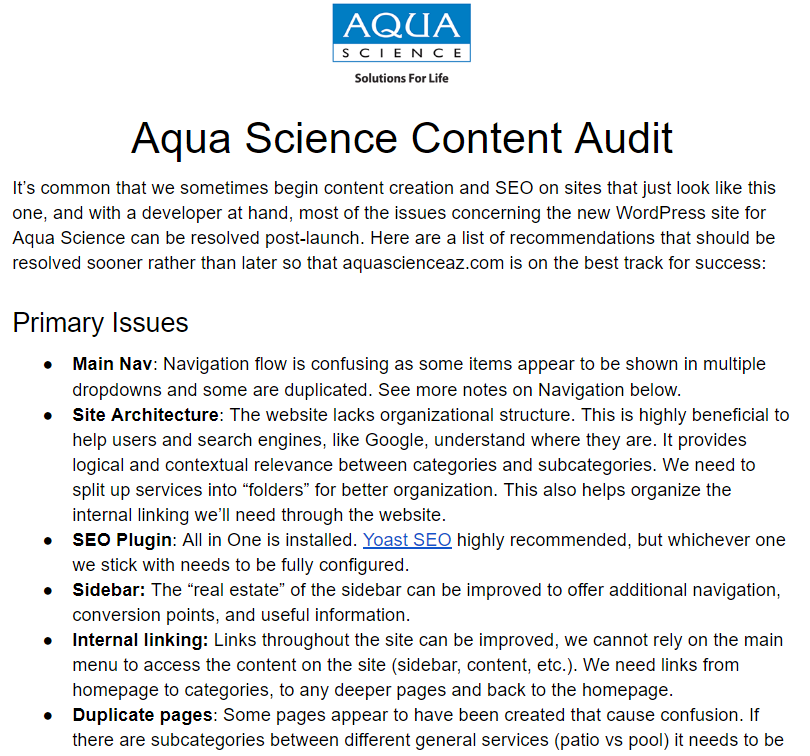 AQUA
SCIENCE
Solutions For Life
Aqua Science Content Audit
It’s common that we sometimes begin content creation and SEO on sites that just look like this
one, and with a developer at hand, most of the issues concerning the new WordPress site for
Aqua Science can be resolved post-launch. Here are a list of recommendations that should be
resolved sooner rather than later so that aquascienceaz.com is on the best track for success:
Primary Issues
● Main Nav: Navigation flow is confusing as some items appear to be shown in multiple
dropdowns and some are duplicated. See more notes on Navigation below.
● Site Architecture: The website lacks organizational structure. This is highly beneficial to
help users and search engines, like Google, understand where they are. It provides
logical and contextual relevance between categories and subcategories. We need to
split up services into “folders” for better organization. This also helps organize the
internal linking we’ll need through the website.
● SEO Plugin: All in One is installed. Yoast SEO highly recommended, but whichever one
we stick with needs to be fully configured.
● Sidebar: The “real estate” of the sidebar can be improved to offer additional navigation,
conversion points, and useful information.
● Internal linking: Links throughout the site can be improved, we cannot rely on the main
menu to access the content on the site (sidebar, content, etc.). We need links from
homepage to categories, to any deeper pages and back to the homepage.
● Duplicate pages: Some pages appear to have been created that cause confusion. If
there are subcategories between different general services (patio vs pool) it needs to be